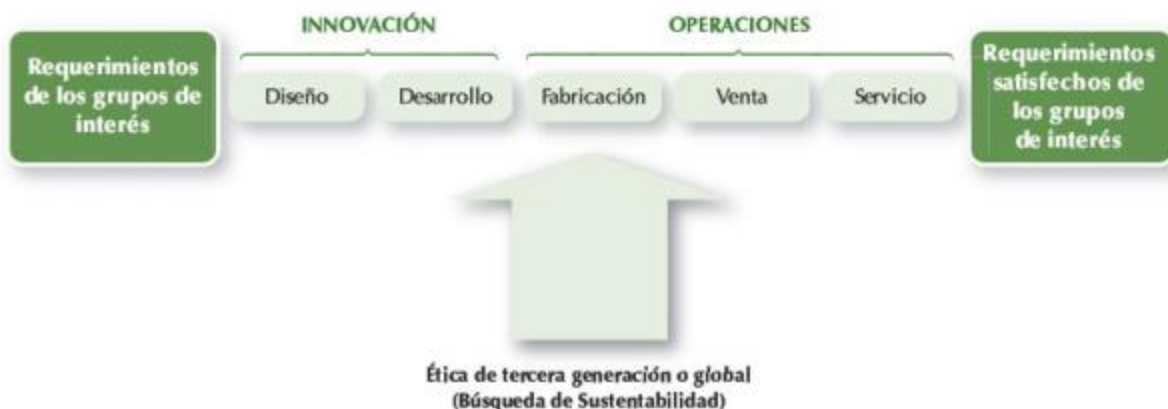 INNOVACIÓN
OPERACIONES
Requerimientos
de los grupos de
interés
Diseño
Desarrollo
Fabricación
Venta
Servicio
Requerimientos
satisfechos de
los grupos
de interés
Ética de tercera generación o global
(Búsqueda de Sustentabilidad)